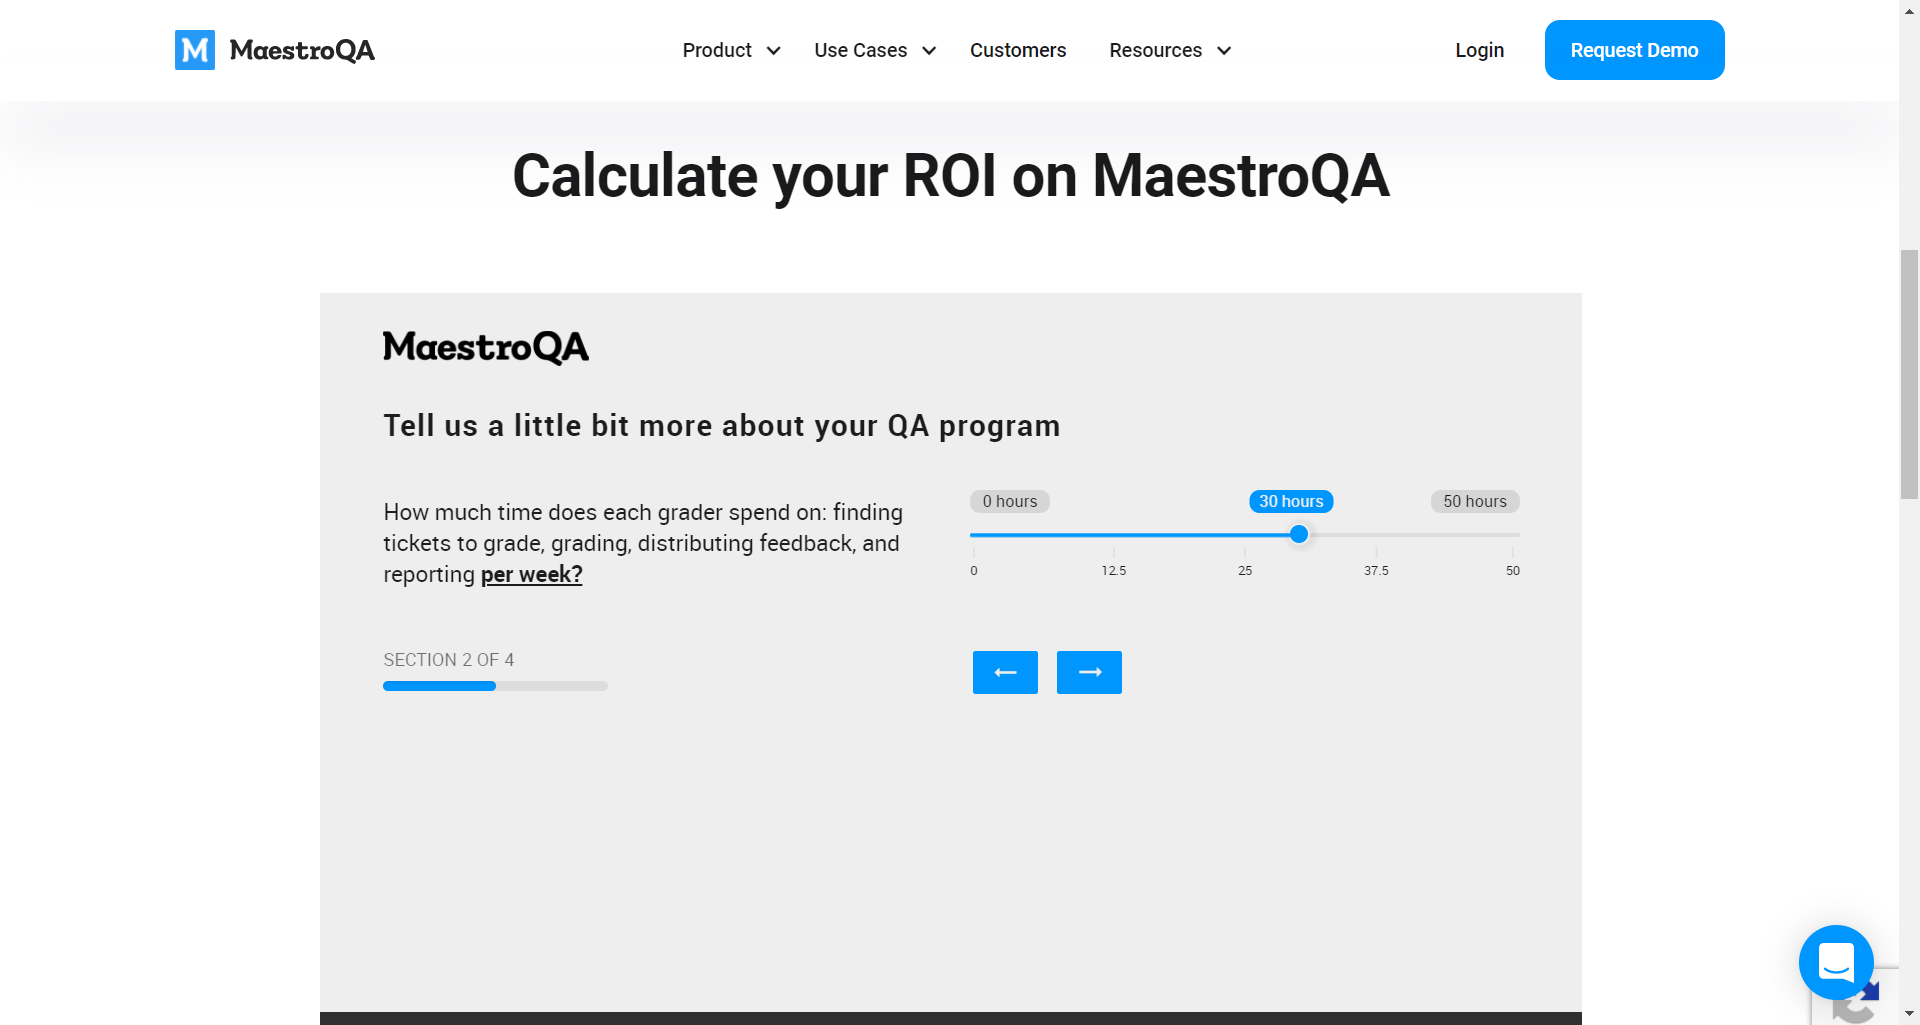 M MaestroQA
Product
Use Cases
Customers
Resources
Login
Request Demo
Calculate your ROI on MaestroQA
MaestroQA
Tell us a little bit more about your QA program
How much time does each grader spend on: finding
tickets to grade, grading, distributing feedback, and
reporting per week?
0 hours
30 hours
50 hours
0
12.5
25
37.5
50
SECTION 2 OF 4
← →